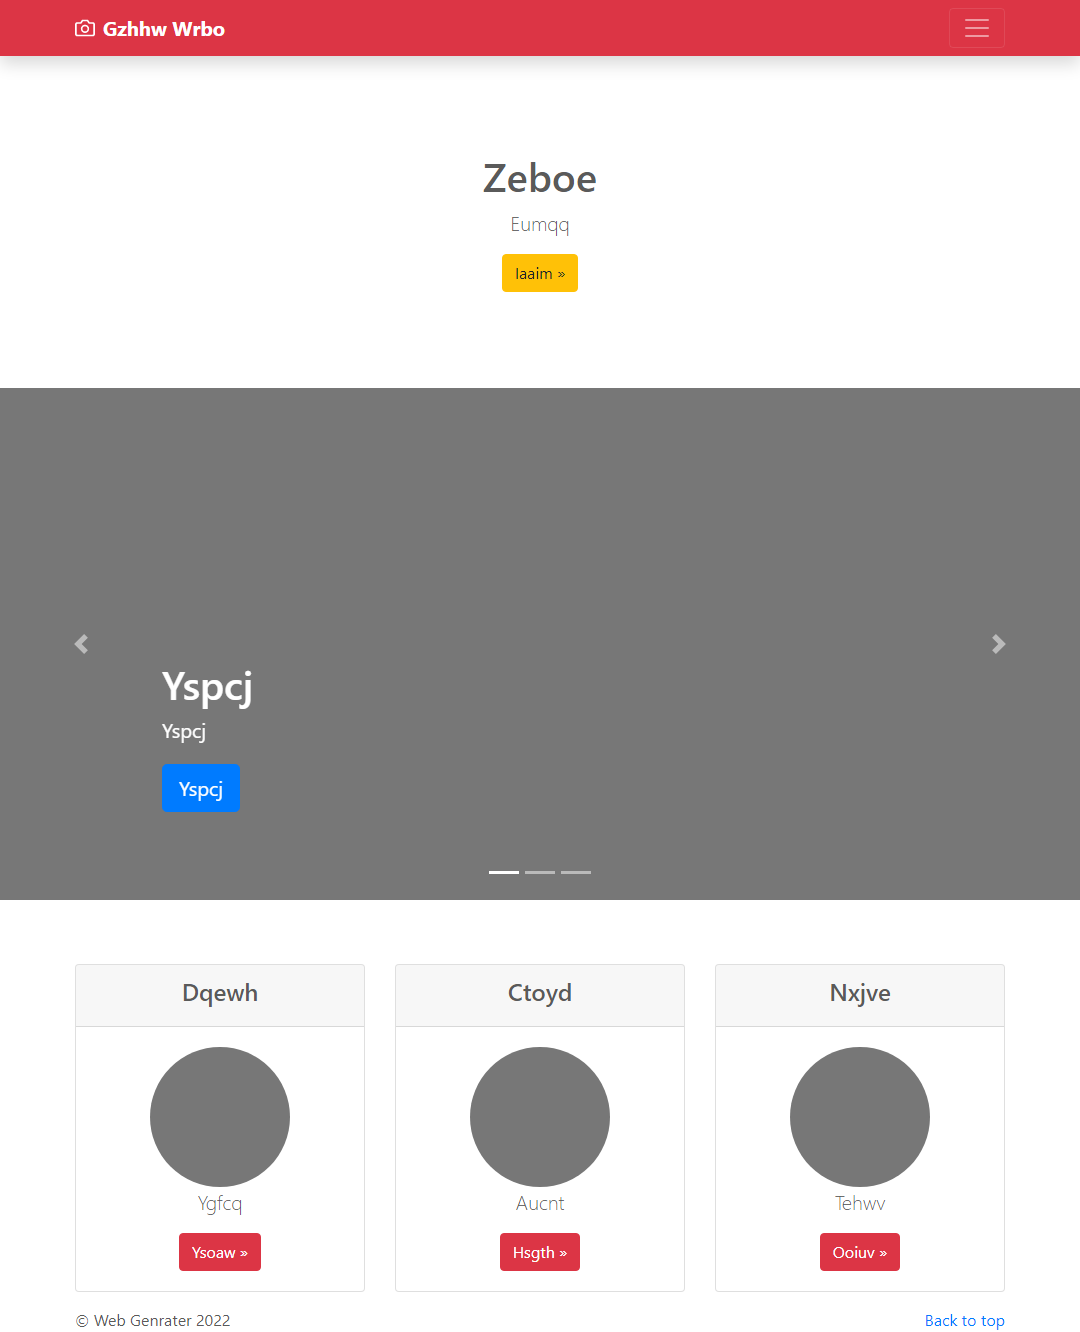 Gzhhw Wrbo
Zeboe
Eumqq
Iaaim »
Yspcj
Yspcj
Yspcj
Dqewh
Ctoyd
Nxjve
Ygfcq
Aucnt
Tehwv
Ysoaw »
Hsgth »
Ooiuv »
© Web Genrater 2022
Back to top